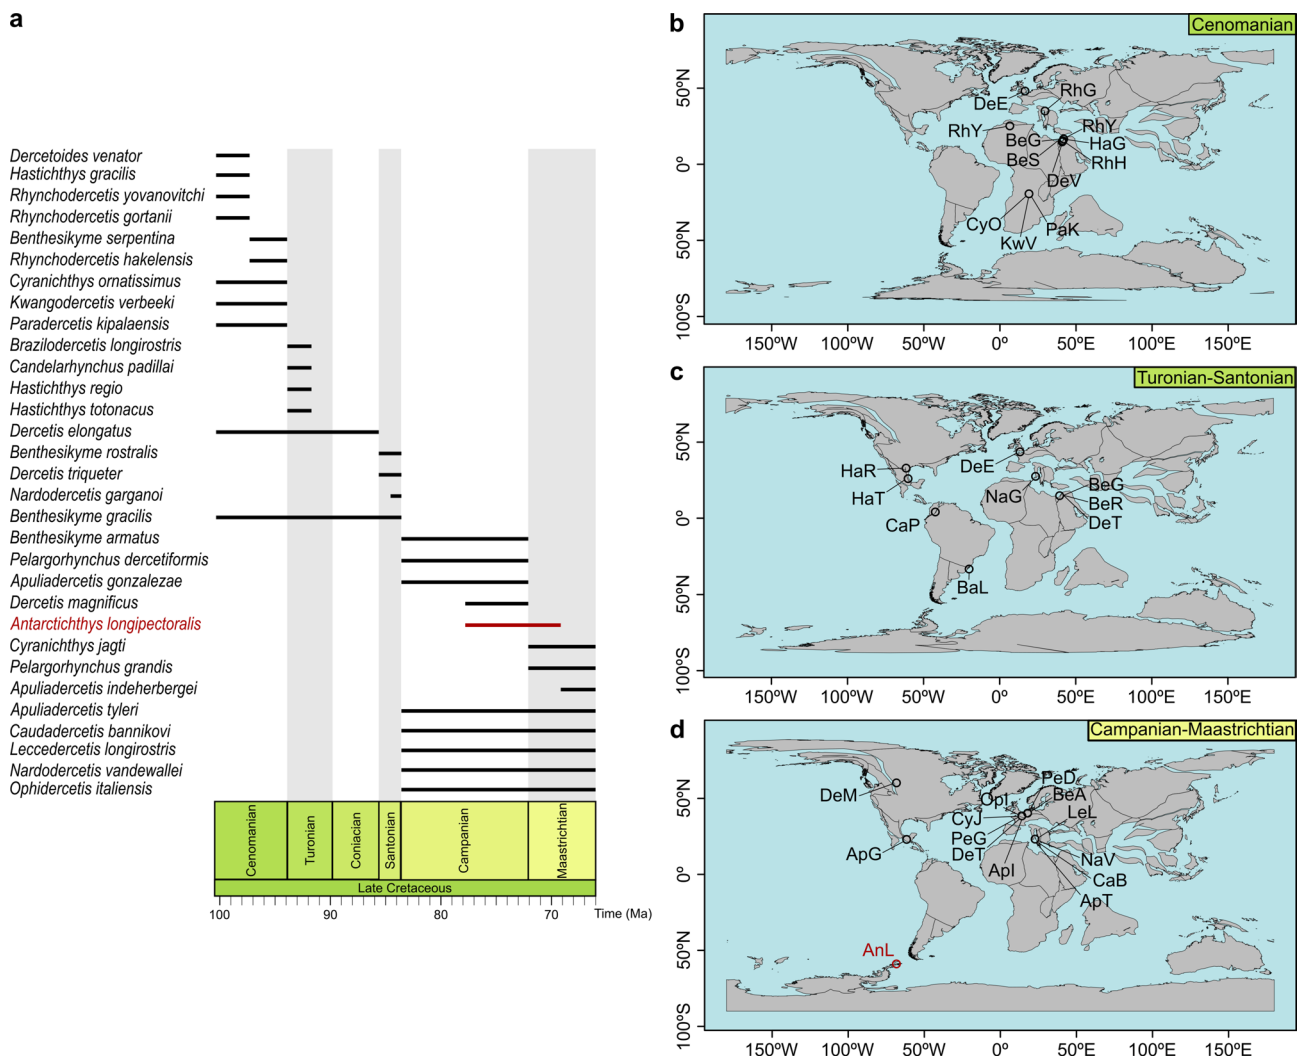 a
Dercetoides venator
Hastichthys gracilis
Rhynchodercetis yovanovitchi
Rhynchodercetis gortanii
Benthesikyme serpentina
Rhynchodercetis hakelensis
Cyranichthys ornatissimus
Kwangodercetis verbeeki
Paradercetis kipalaensis
Brazilodercetis longirostris
Candelarhynchus padillai
Hastichthys regio
Hastichthys totonacus
Dercetis elongatus
Benthesikyme rostralis
Dercetis triqueter
Nardodercetis garganoi
Benthesikyme gracilis
Benthesikyme armatus
Pelargorhynchus dercetiformis
Apuliadercetis gonzalezae
Dercetis magnificus
Antarctichthys longipectoralis
Cyranichthys jagti
Pelargorhynchus grandis
Apuliadercetis indeherbergei
Apuliadercetis tyleri
Caudadercetis bannikovi
Leccedercetis longirostris
Nardodercetis vandewallei
Ophidercetis italiensis
Cenomanian
Turonian
Coniacian
Santonian
Campanian
Maastrichtian
Late Cretaceous
100
90
80
70
Time (Ma)
b
Cenomanian
50ºN
0º
50ºS
100ºS
DeE
RhG
RhY
RhY
BeG
HaG
BeS
RhH
DeV
CyO
PaK
KwV
150ºW
100ºW
50ºW
0ºE
50ºE
100ºE
150ºE
c
Turonian-Santonian
50ºN
0º
50ºS
100ºS
DeE
HaR
HaT
NaG
BeG
BeR
DeT
CaP
BaL
150ºW
100ºW
50ºW
0ºE
50ºE
100ºE
150ºE
d
Campanian-Maastrichtian
50ºN
0º
50ºS
100ºS
PeD
DeM
OpI
BeA
LeL
CyJ
PeG
DeT
ApG
ApI
NaV
CaB
ApT
AnL
150ºW
100ºW
50ºW
0ºE
50ºE
100ºE
150ºE